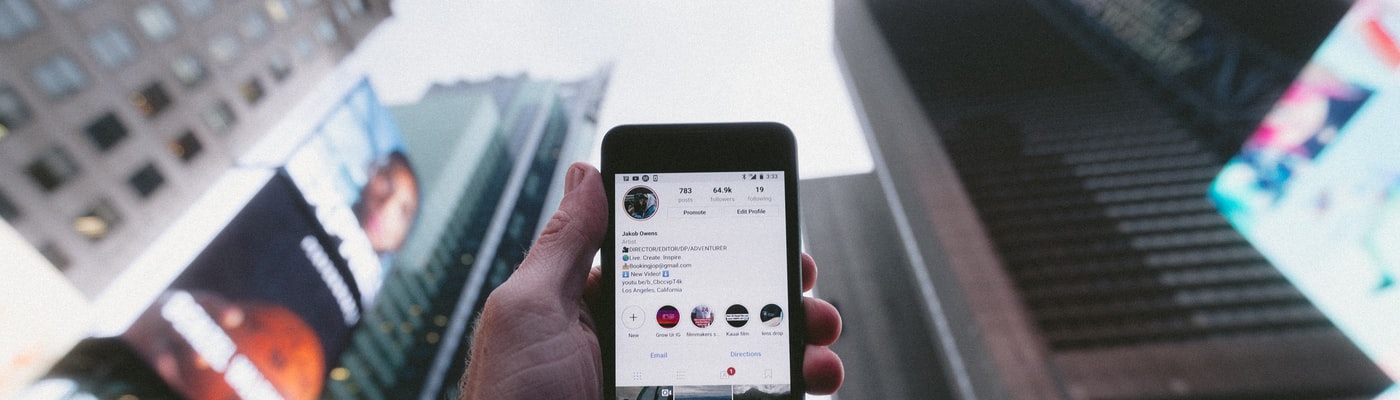 3:33
783 64.9k 19
posts followers following
Promote Edit Profile
Jakob Owens
Artist
🎥DIRECTOR/EDITOR/DP/ADVENTURER
🌎Live. Create. Inspire.
📩Bookingjop@gmail.com
⬇️ New Video! ⬇️
youtu.be/b_CbccvpT4k
Los Angeles, California
New Grow Ur IG filmmakers s... Kauai film lens drop
Email Directions
1